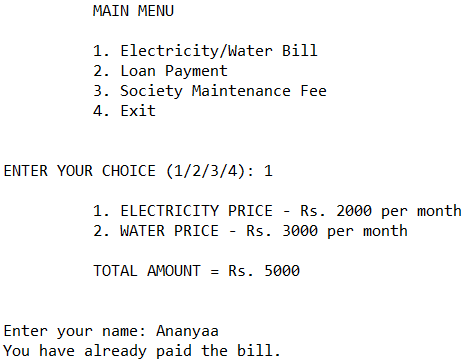 MAIN MENU
1. Electricity/Water Bill
2. Loan Payment
3. Society Maintenance Fee
4. Exit
ENTER YOUR CHOICE (1/2/3/4): 1
1. ELECTRICITY PRICE - Rs. 2000 per month
2. WATER PRICE - Rs. 3000 per month
TOTAL AMOUNT = Rs. 5000
Enter your name: Ananyaa
You have already paid the bill.